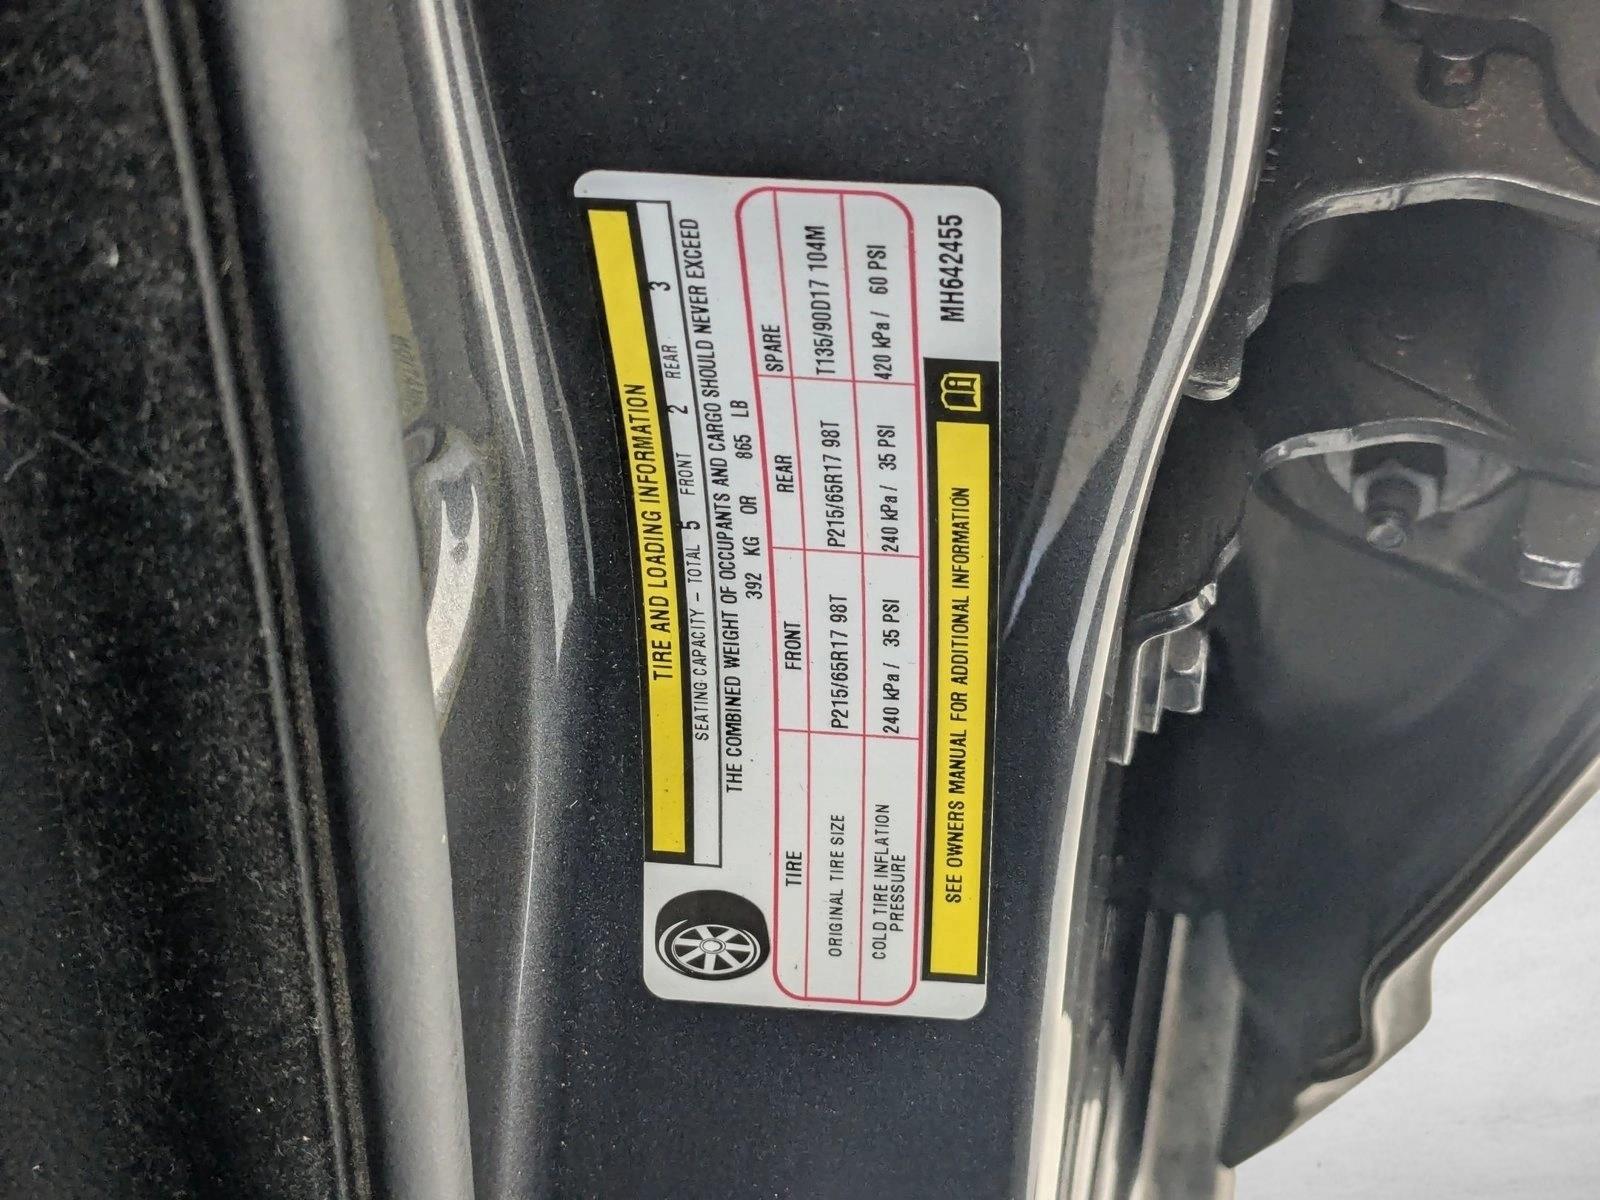 TIRE AND LOADING INFORMATION
SEATING CAPACITY - TOTAL 5 FRONT 2 REAR 3
THE COMBINED WEIGHT OF OCCUPANTS AND CARGO SHOULD NEVER EXCEED
392 KG OR 865 LB
TIRE FRONT REAR SPARE
ORIGINAL TIRE SIZE P215/65R17 98T P215/65R17 98T T135/90D17 104M
COLD TIRE INFLATION
PRESSURE 240 kPa / 35 PSI 240 kPa / 35 PSI 420 kPa / 60 PSI
SEE OWNERS MANUAL FOR ADDITIONAL INFORMATION
MH642455